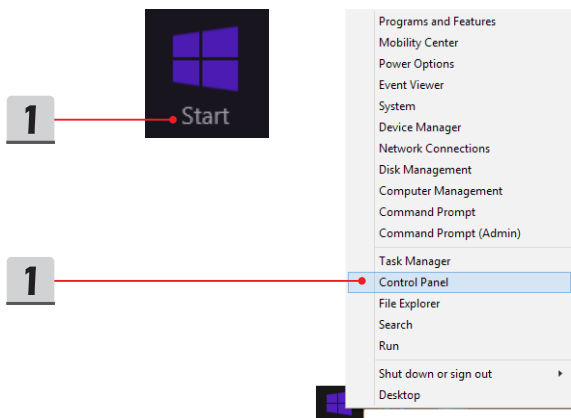 1
Start
1
Programs and Features
Mobility Center
Power Options
Event Viewer
System
Device Manager
Network Connections
Disk Management
Computer Management
Command Prompt
Command Prompt (Admin)
Task Manager
Control Panel
File Explorer
Search
Run
Shut down or sign out
Desktop